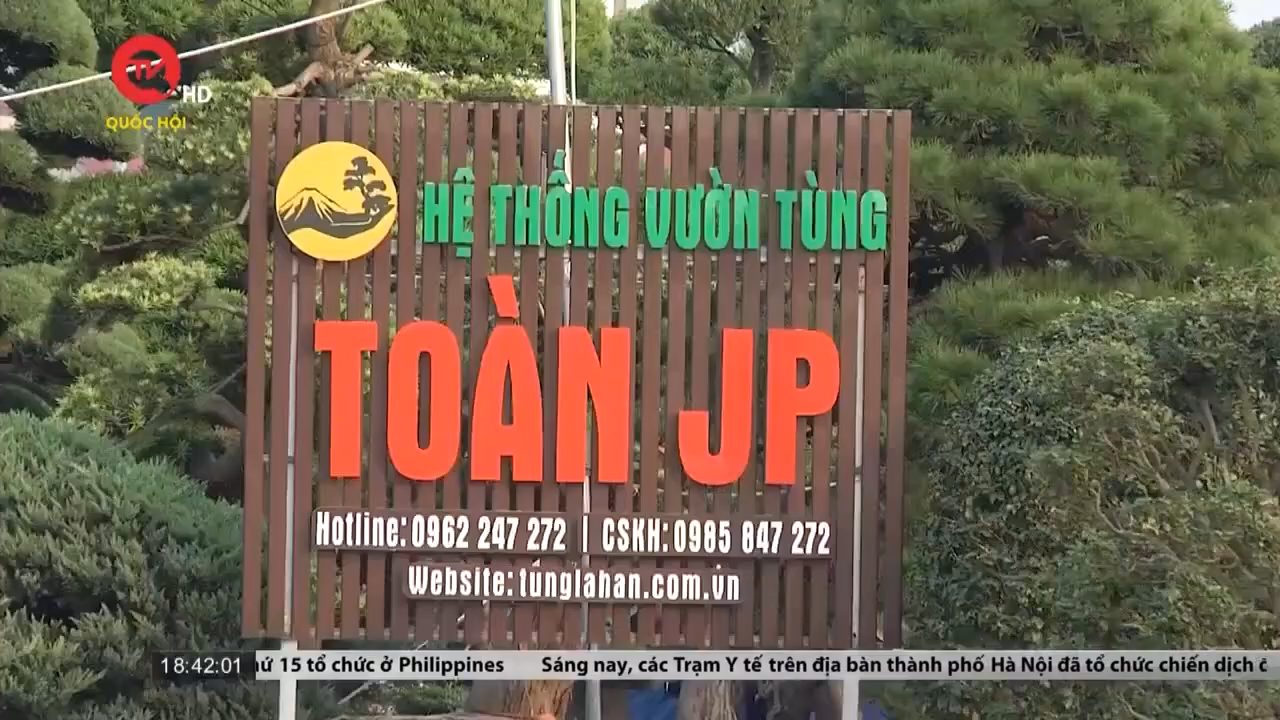 HD
QUỐC HỘI
HỆ THỐNG VƯỜN TÙNG
TOÀN JP
Hotline: 0962 247 272 | CSKH: 0985 847 272
Website: tunglahan.com.vn
18:42:01
15 tổ chức ở Philippines Sáng nay, các Trạm Y tế trên địa bàn thành phố Hà Nội đã tổ chức chiến dịch